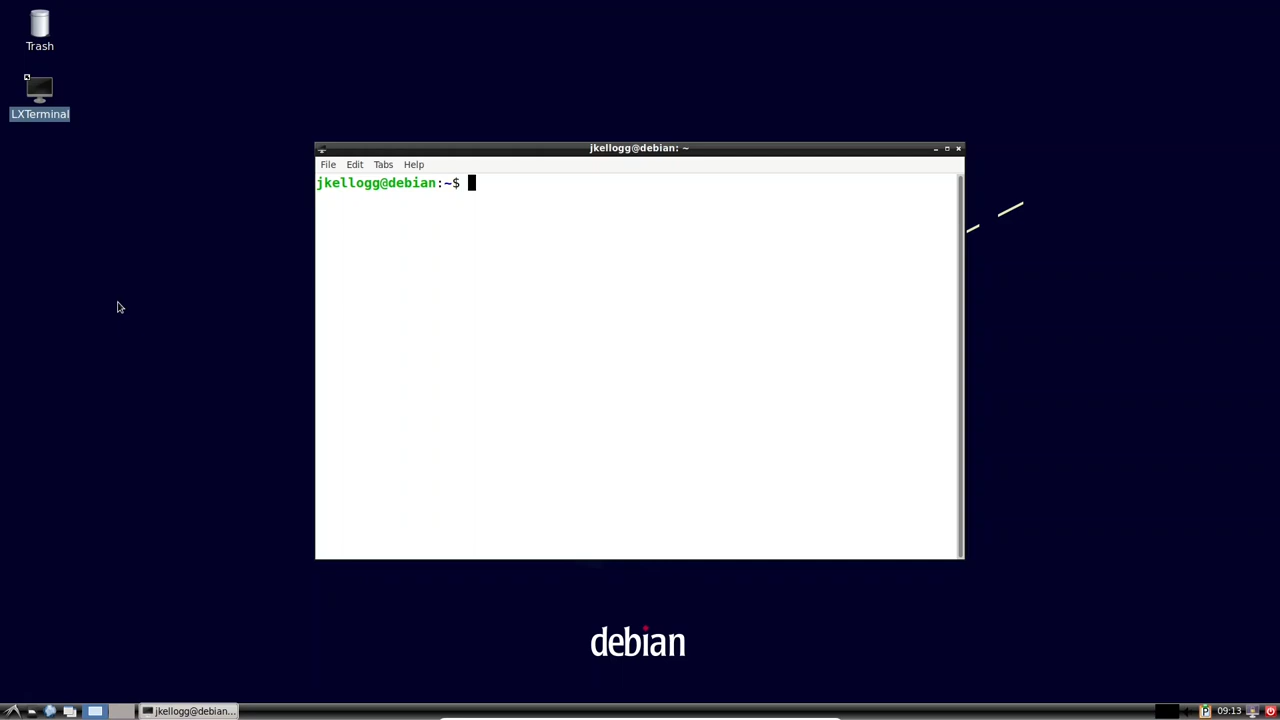 Trash
LXTerminal
jkellogg@debian: ~
File Edit Tabs Help
jkellogg@debian:~$
debian
jkellogg@debian...
09:13